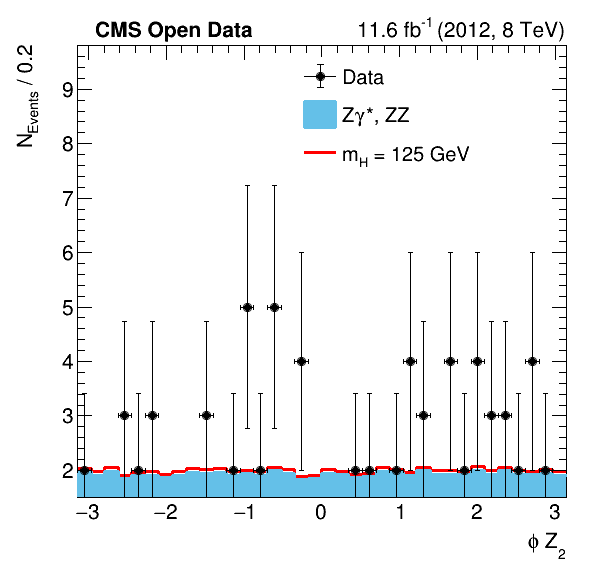 CMS Open Data
11.6 fb⁻¹ (2012, 8 TeV)
N_Events / 0.2
Data
Zγ*, ZZ
m_H = 125 GeV
9
8
7
6
5
4
3
2
−3 −2 −1 0 1 2 3
ϕ Z₂